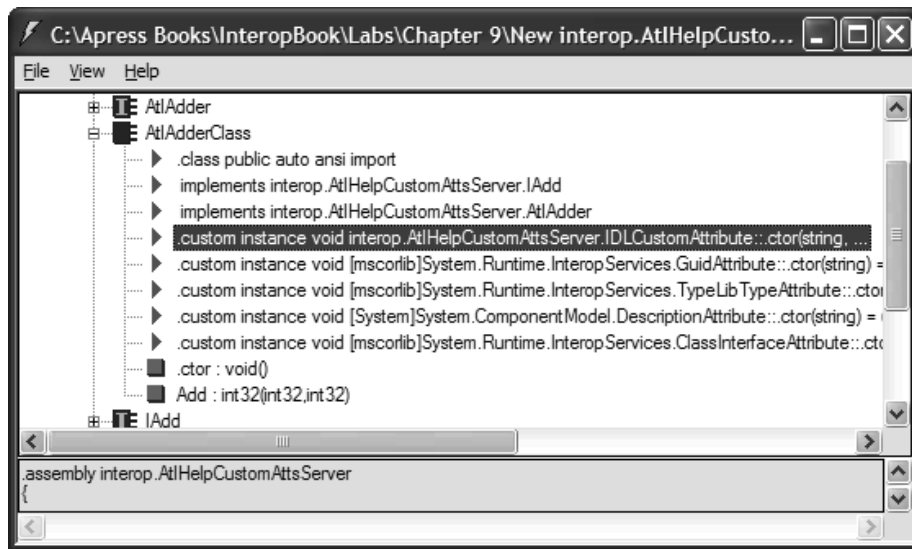 C:\Apress Books\InteropBook\Labs\Chapter 9\New interop.AtlHelpCusto...
File View Help
AtlAdder
AtlAdderClass
.class public auto ansi import
implements interop.AtlHelpCustomAttsServer.IAdd
implements interop.AtlHelpCustomAttsServer.AtlAdder
.custom instance void interop.AtlHelpCustomAttsServer.IDLCustomAttribute::.ctor(string, ...
.custom instance void [mscorlib]System.Runtime.InteropServices.GuidAttribute::.ctor(string) =
.custom instance void [mscorlib]System.Runtime.InteropServices.TypeLibTypeAttribute::.ctor
.custom instance void [System]System.ComponentModel.DescriptionAttribute::.ctor(string) = (
.custom instance void [mscorlib]System.Runtime.InteropServices.ClassInterfaceAttribute::.ctc
.ctor : void()
Add : int32(int32,int32)
IAdd
.assembly interop.AtlHelpCustomAttsServer
{